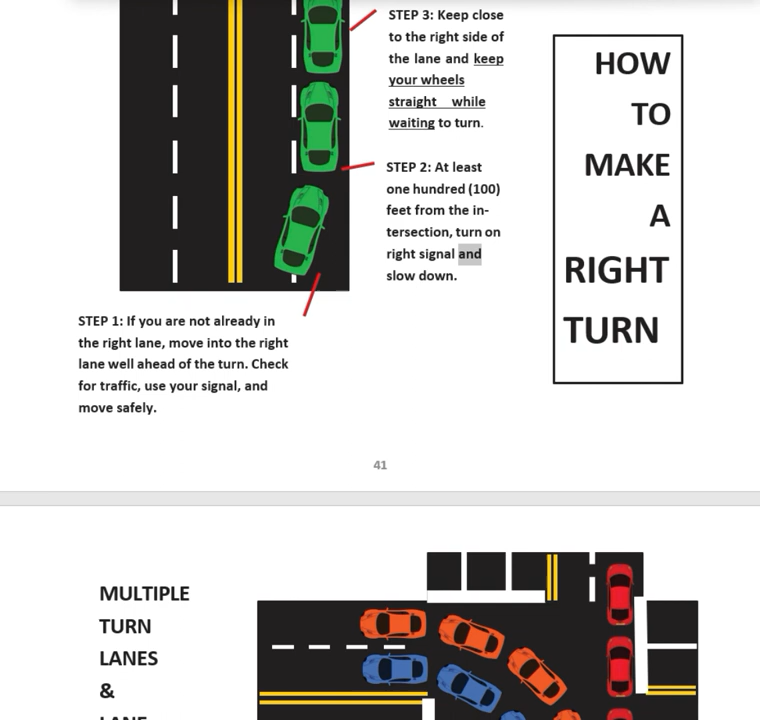 STEP 3: Keep close
to the right side of
the lane and keep
your wheels
straight while
waiting to turn.
STEP 2: At least
one hundred (100)
feet from the in-
tersection, turn on
right signal and
slow down.
STEP 1: If you are not already in
the right lane, move into the right
lane well ahead of the turn. Check
for traffic, use your signal, and
move safely.
HOW
TO
MAKE
A
RIGHT
TURN
41
MULTIPLE
TURN
LANES
&
LANE